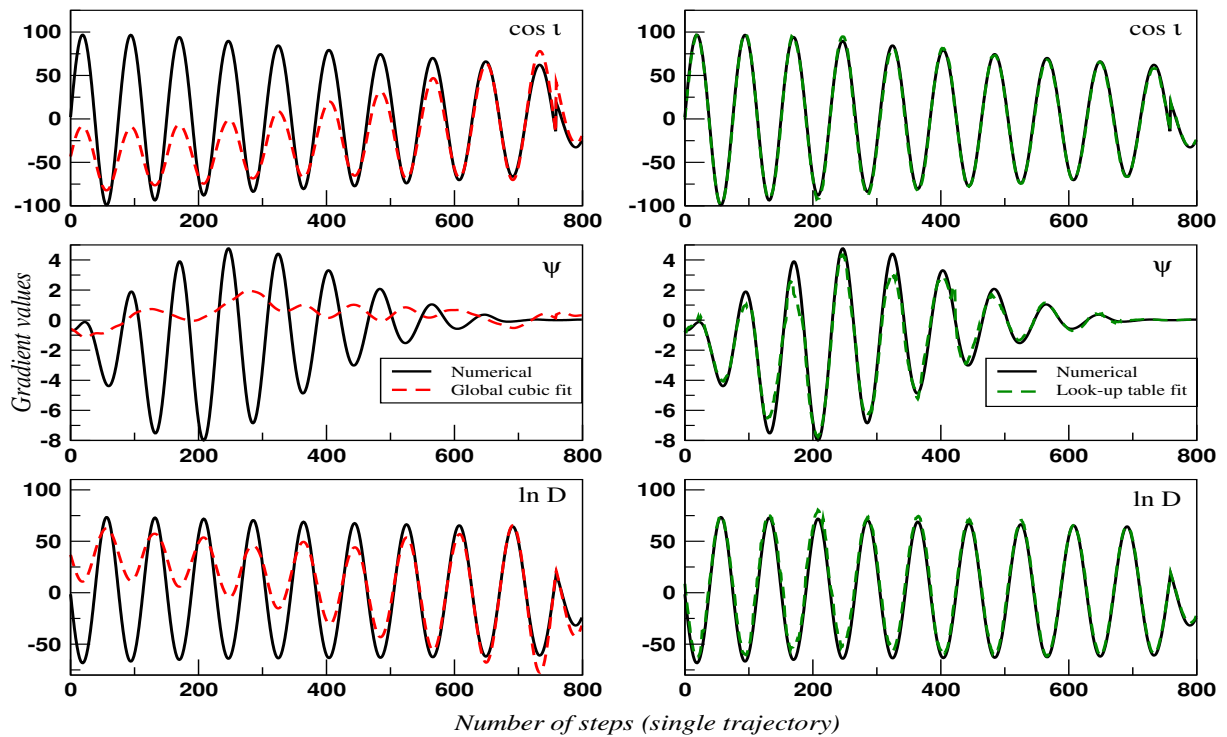 cos ι
100
50
0
-50
-100
0 200 400 600 800
cos ι
100
50
0
-50
-100
0 200 400 600 800
Gradient values
ψ
4
2
0
-2
-4
-6
-8
Numerical
Global cubic fit
0 200 400 600 800
ψ
4
2
0
-2
-4
-6
-8
Numerical
Look-up table fit
0 200 400 600 800
ln D
100
50
0
-50
0 200 400 600 800
ln D
100
50
0
-50
0 200 400 600 800
Number of steps (single trajectory)